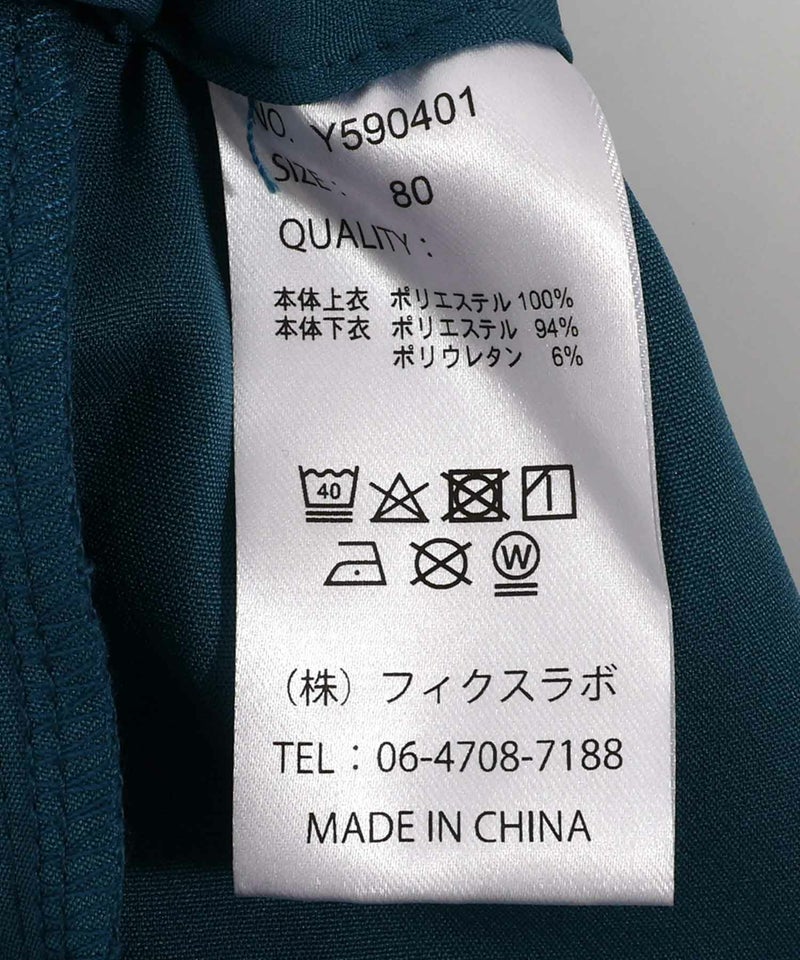 NO. Y590401
SIZE: 80
QUALITY :
本体上衣 ポリエステル 100%
本体下衣 ポリエステル 94%
ポリウレタン 6%
40
W
（株）フィクスラボ
TEL：06-4708-7188
MADE IN CHINA